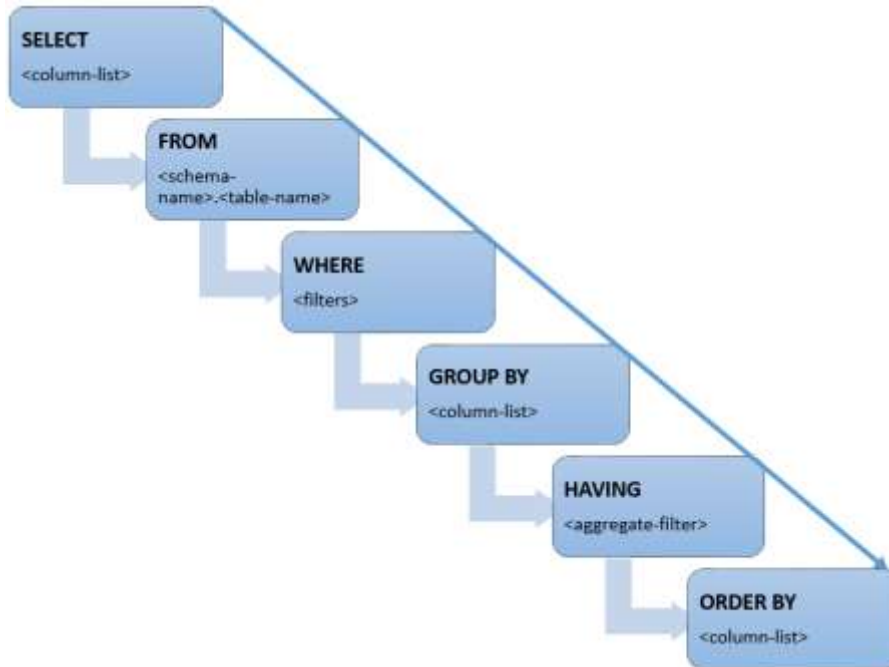 SELECT
<column-list>
FROM
<schema-
name>.<table-name>
WHERE
<filters>
GROUP BY
<column-list>
HAVING
<aggregate-filter>
ORDER BY
<column-list>